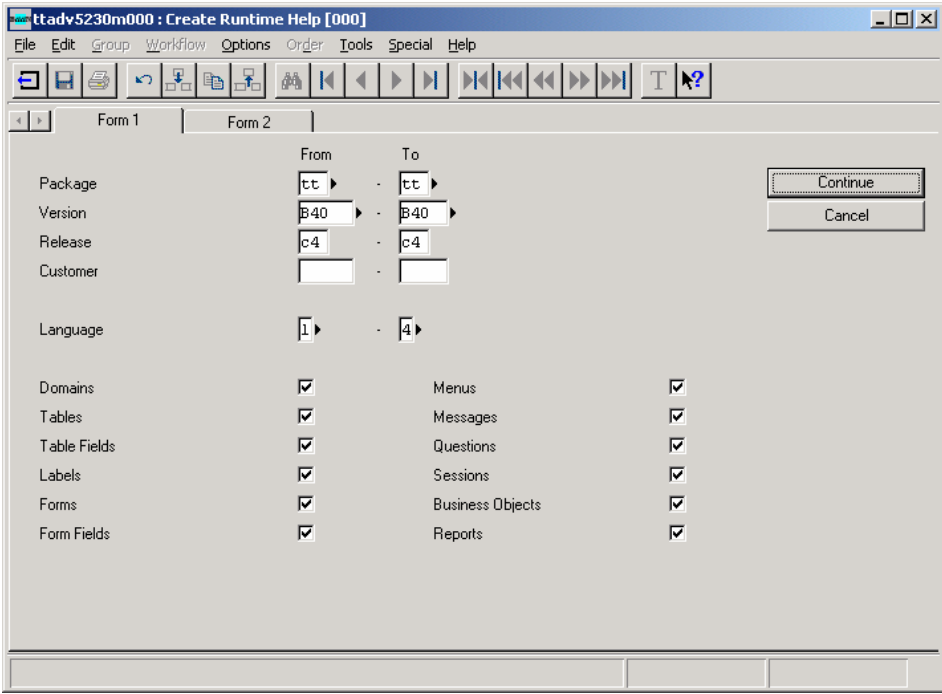 ttadv5230m000 : Create Runtime Help [000]
File Edit Group Workflow Options Order Tools Special Help
T ?
Form 1 Form 2
From To
Package tt - tt
Continue
Version B40 - B40
Cancel
Release c4 - c4
Customer -
Language 1 - 4
Domains Menus
Tables Messages
Table Fields Questions
Labels Sessions
Forms Business Objects
Form Fields Reports